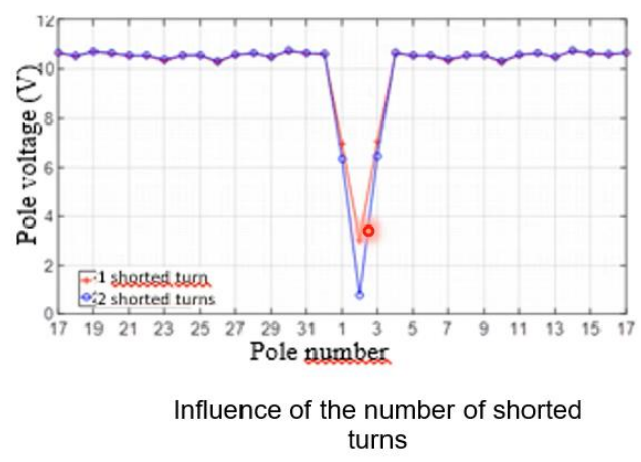 12
10
8
6
4
2
0
Pole voltage (V)
1 shorted turn
2 shorted turns
17 19 21 23 25 27 29 31 1 3 5 7 9 11 13 15 17
Pole number
Influence of the number of shorted
turns